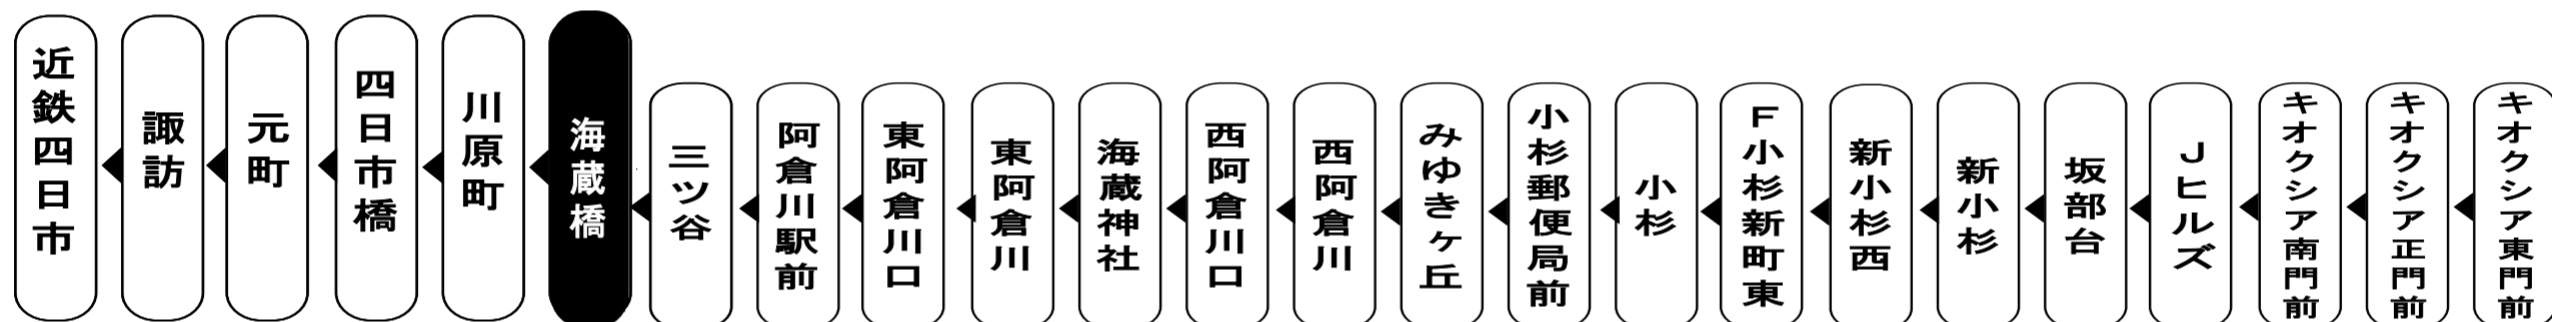 近鉄四日市
諏訪
元町
四日市橋
川原町
海蔵橋
三ツ谷
阿倉川駅前
東阿倉川口
東阿倉川
海蔵神社
西阿倉川口
西阿倉川
みゆきヶ丘
小杉郵便局前
小杉
F小杉新町東
新小杉西
新小杉
坂部台
Jヒルズ
キオクシア南門前
キオクシア正門前
キオクシア東門前